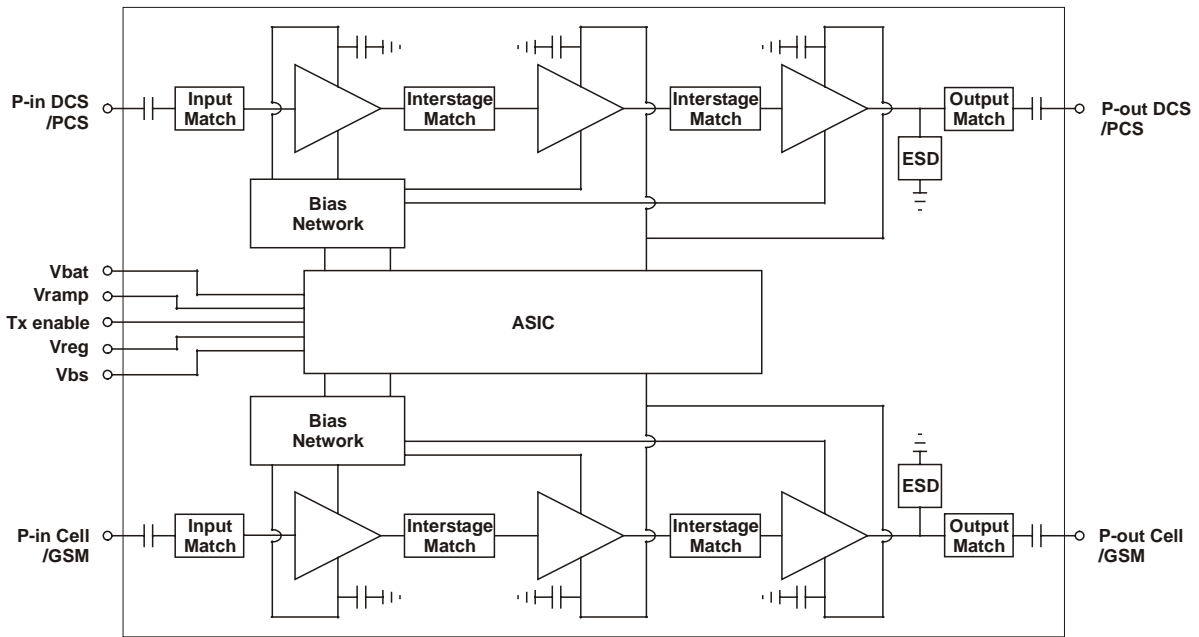 P-in DCS
/PCS
Input
Match
Interstage
Match
Interstage
Match
Output
Match
P-out DCS
/PCS
ESD
Bias
Network
Vbat
Vramp
Tx enable
Vreg
Vbs
ASIC
Bias
Network
ESD
P-in Cell
/GSM
Input
Match
Interstage
Match
Interstage
Match
Output
Match
P-out Cell
/GSM